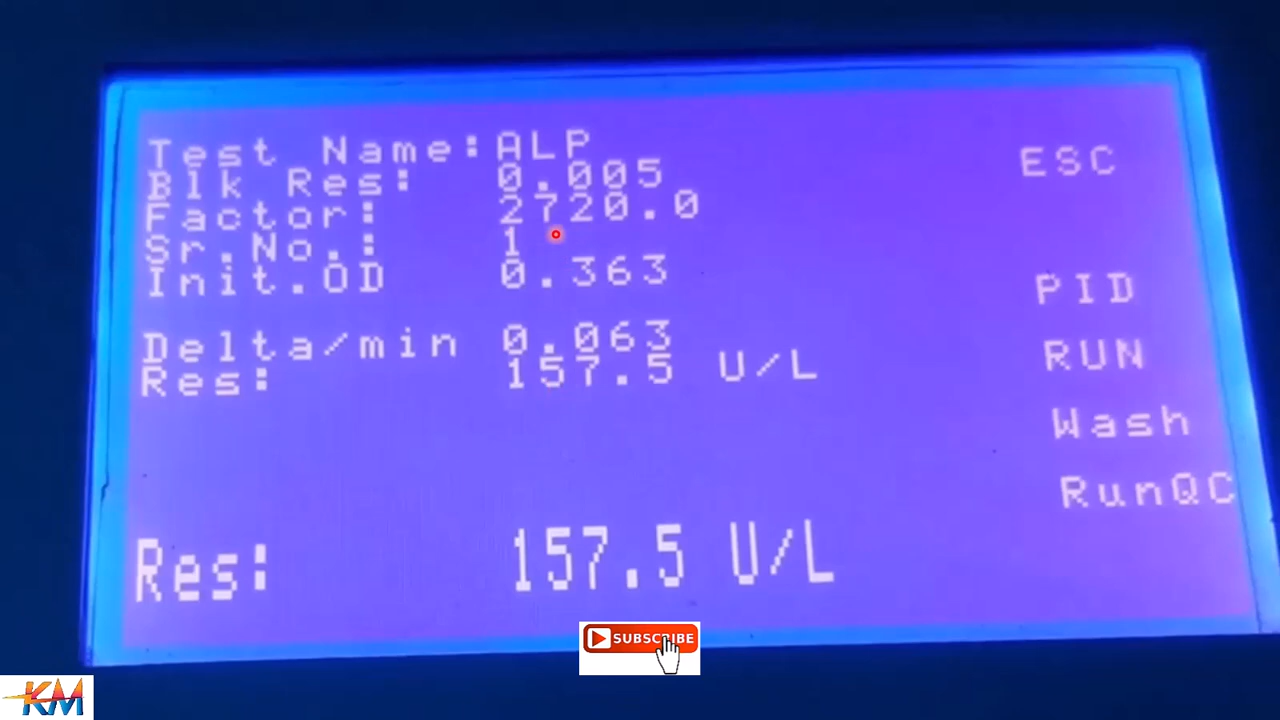 Test Name:ALP
Blk Res: 0.005
Factor: 2720.0
Sr.No.: 1
Init.OD 0.363
Delta/min 0.063
Res: 157.5 U/L
Res: 157.5 U/L
ESC
PID
RUN
Wash
RunQC
SUBSCRIBE
KM